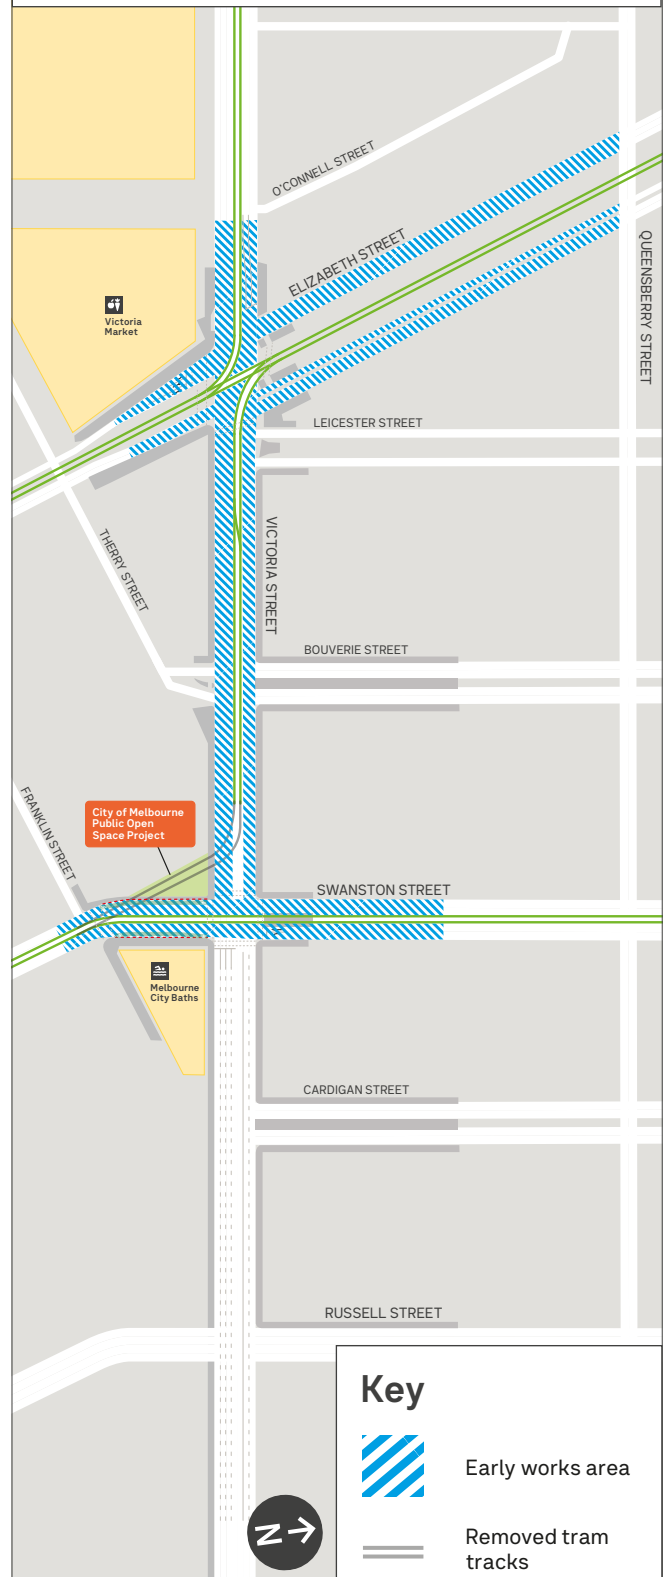 O'CONNELL STREET
ELIZABETH STREET
QUEENSBERRY STREET
Victoria
Market
LEICESTER STREET
VICTORIA STREET
THERRY STREET
BOUVERIE STREET
FRANKLIN STREET
City of Melbourne
Public Open
Space Project
SWANSTON STREET
Melbourne
City Baths
CARDIGAN STREET
RUSSELL STREET
Key
Early works area
N
Removed tram
tracks